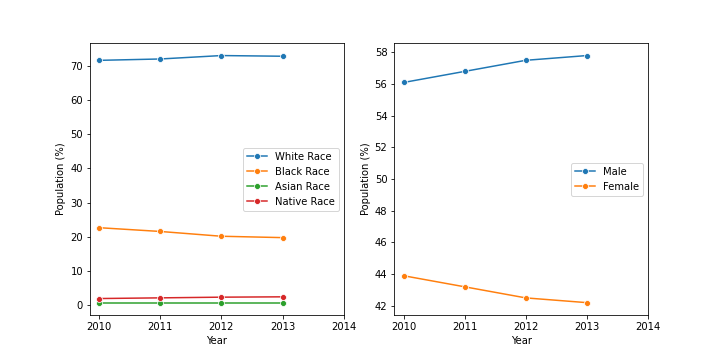 70
60
50
40
30
20
10
0
Population (%)
2010 2011 2012 2013 2014
Year
White Race
Black Race
Asian Race
Native Race
58
56
54
52
50
48
46
44
42
Population (%)
2010 2011 2012 2013 2014
Year
Male
Female